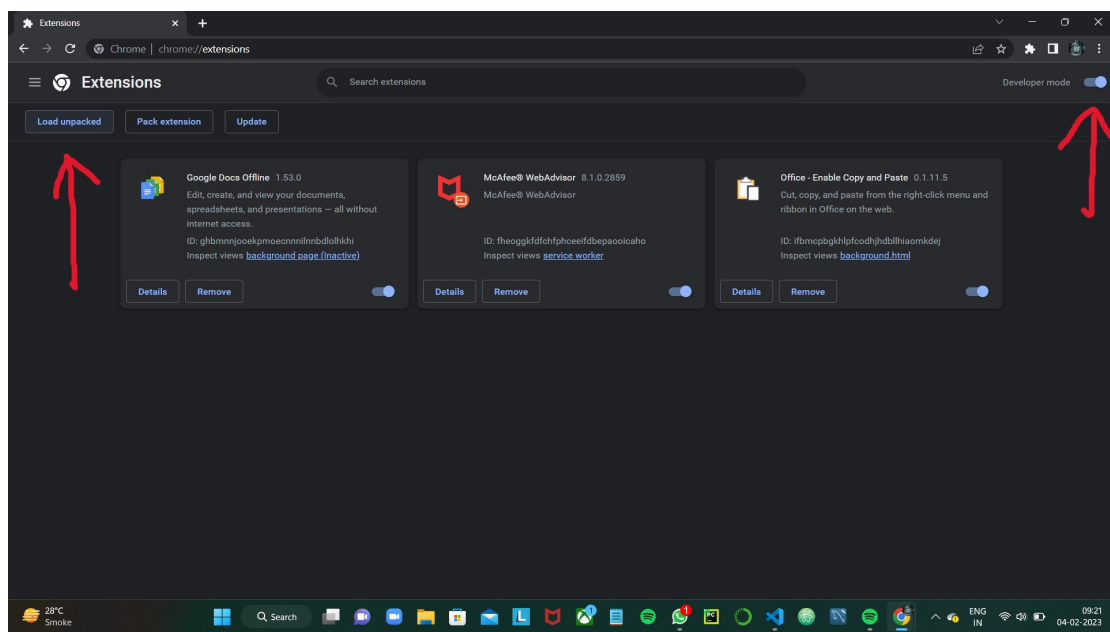 Extensions
Chrome | chrome://extensions
Extensions
Search extensions
Developer mode
Load unpacked
Pack extension
Update
Google Docs Offline 1.53.0
Edit, create, and view your documents,
spreadsheets, and presentations — all without
internet access.
ID: ghbmnnjooekpmoecnnnilnnbdlolhkhi
Inspect views background page (Inactive)
Details
Remove
McAfee® WebAdvisor 8.1.0.2859
McAfee® WebAdvisor
ID: fheoggkfdfchfphceeifdbepaooicaho
Inspect views service worker
Details
Remove
Office - Enable Copy and Paste 0.1.11.5
Cut, copy, and paste from the right-click menu and
ribbon in Office on the web.
ID: ifbmcpbgkhlpfcodhjhdbllhiaomkdej
Inspect views background.html
Details
Remove
28°C
Smoke
Search
L
1
PC
ENG
IN
09:21
04-02-2023